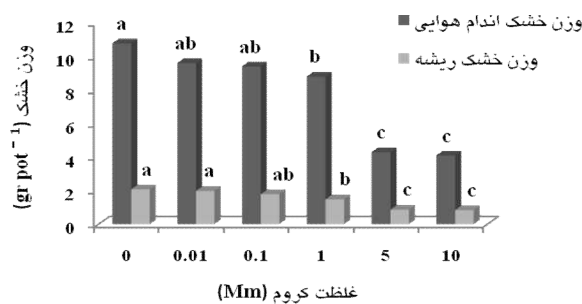 وزن خشک اندام هوایی
وزن خشک ریشه
وزن خشک
(gr pot⁻¹)
12
10
8
6
4
2
0
a ab ab b c c
a a ab b c c
0 0.01 0.1 1 5 10
غلظت کروم (Mm)